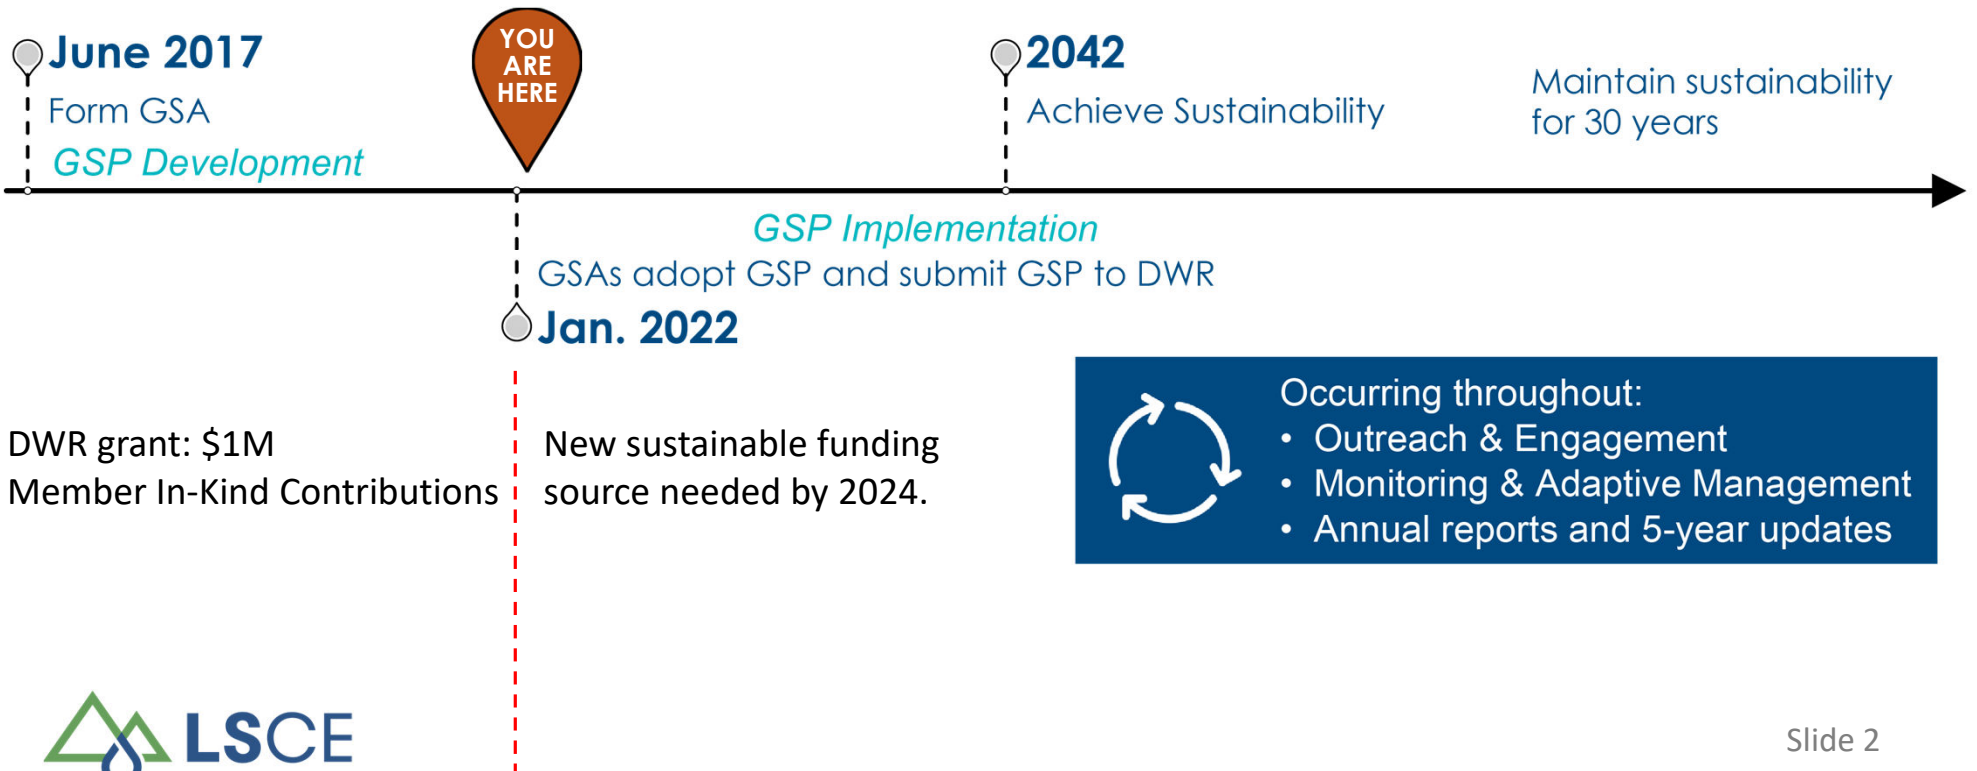 June 2017
Form GSA
GSP Development
YOU
ARE
HERE
2042
Achieve Sustainability
Maintain sustainability
for 30 years
GSP Implementation
GSAs adopt GSP and submit GSP to DWR
Jan. 2022
DWR grant: $1M
Member In-Kind Contributions
New sustainable funding
source needed by 2024.
Occurring throughout:
• Outreach & Engagement
• Monitoring & Adaptive Management
• Annual reports and 5-year updates
LSCE
Slide 2